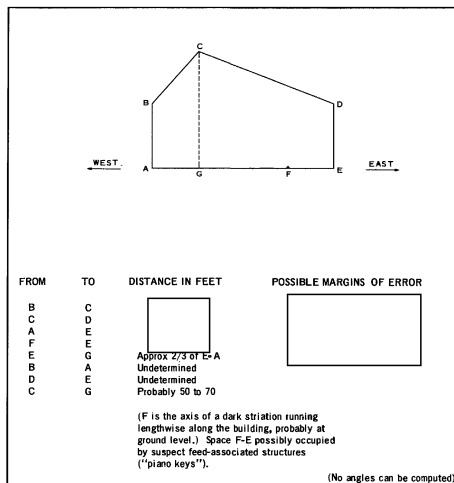 C
B
D
WEST
A
G
F
E
EAST
FROM TO DISTANCE IN FEET POSSIBLE MARGINS OF ERROR
B C
C D
A E
F E
E G Approx 2/3 of E-A
B A Undetermined
D E Undetermined
C G Probably 50 to 70
(F is the axis of a dark striation running
lengthwise along the building, probably at
ground level.) Space F-E possibly occupied
by suspect feed-associated structures
("piano keys").
(No angles can be computed)